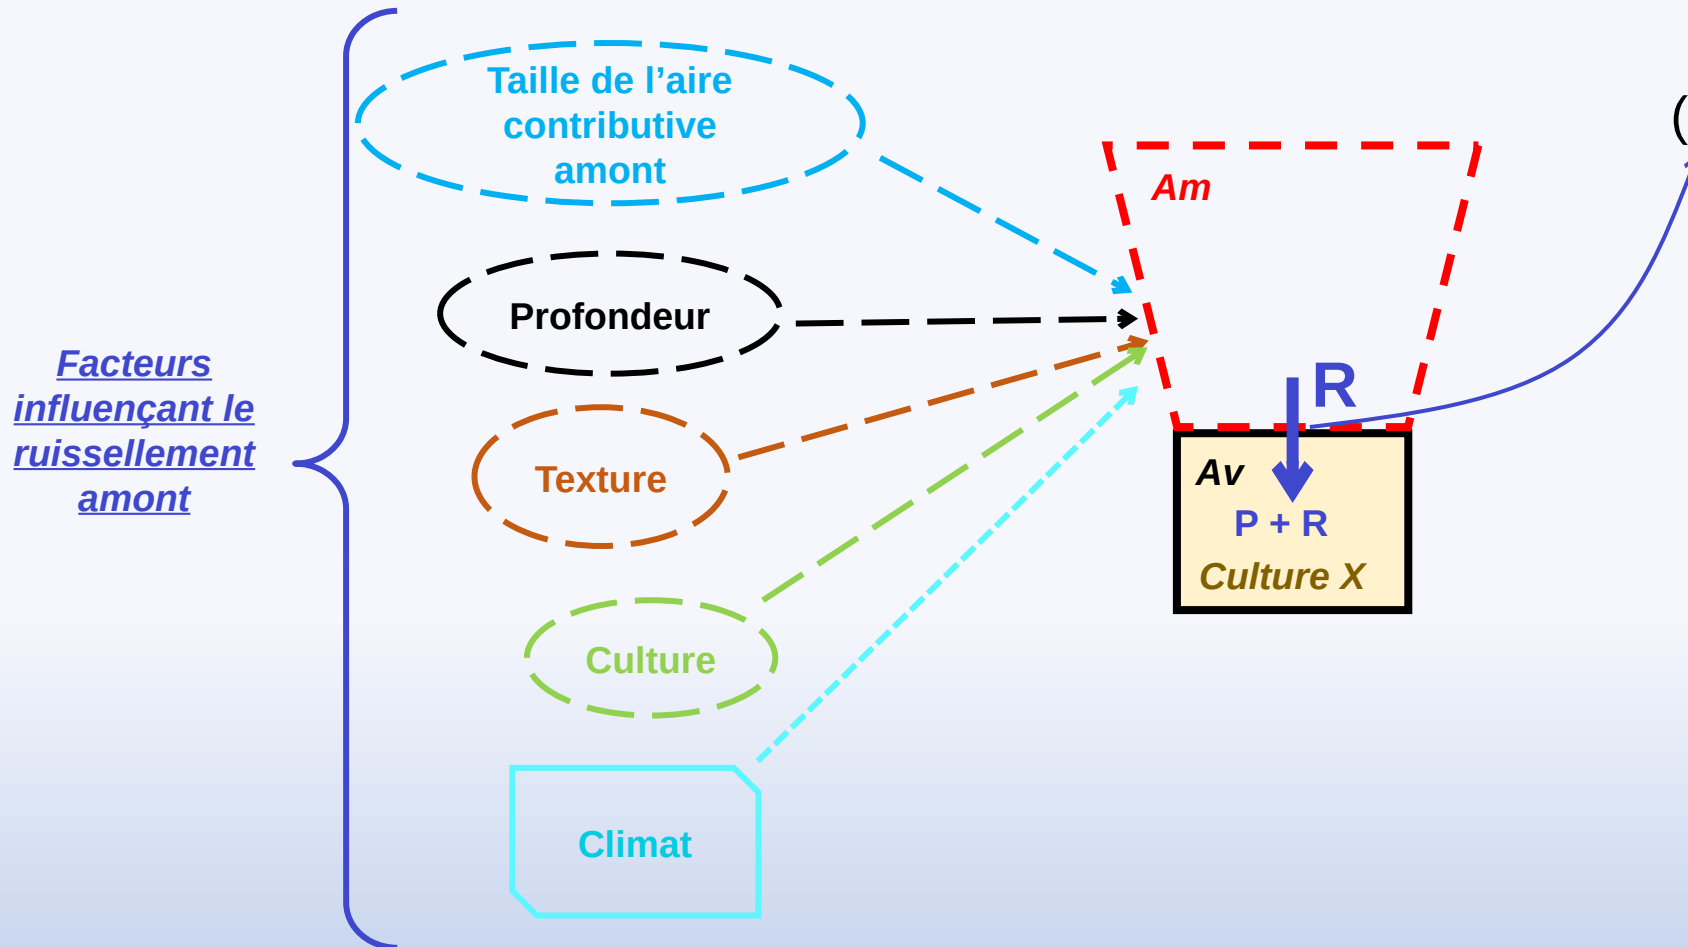 Facteurs
influençant le
ruissellement
amont
Taille de l’aire
contributive
amont
Profondeur
Texture
Culture
Climat
Am
R
Av
P + R
Culture X
(